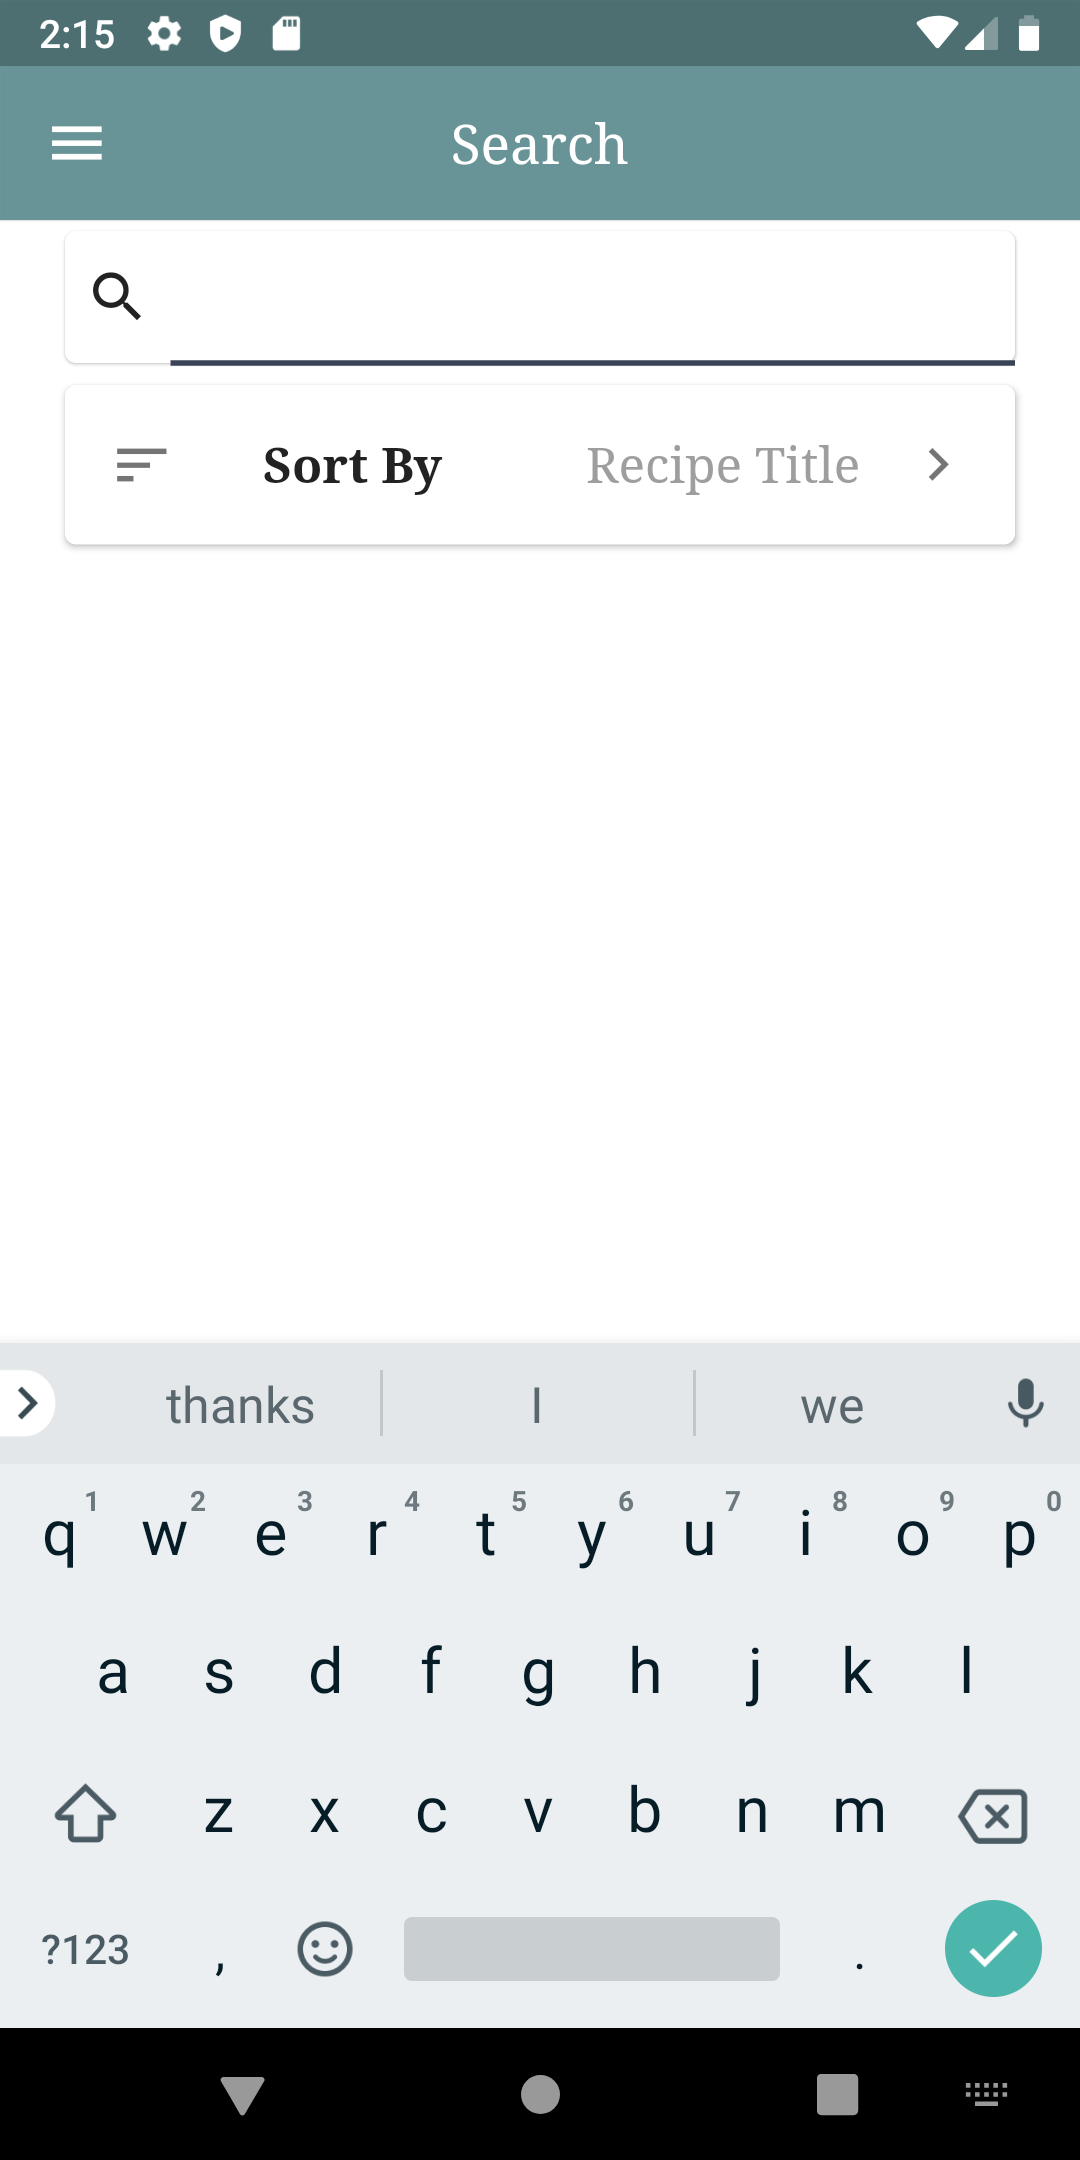 2:15
Search
Sort By Recipe Title
thanks I we
1 2 3 4 5 6 7 8 9 0
q w e r t y u i o p
a s d f g h j k l
z x c v b n m
?123 , .